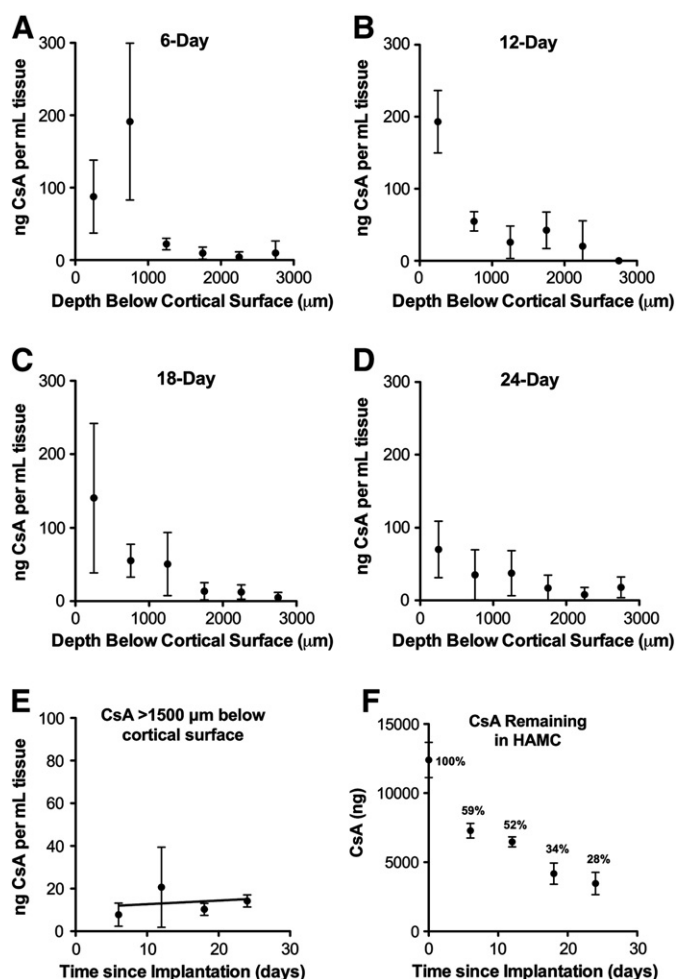 A
6-Day
300
200
100
0
0
1000
2000
3000
ng CsA per mL tissue
Depth Below Cortical Surface (μm)
B
12-Day
300
200
100
0
0
1000
2000
3000
ng CsA per mL tissue
Depth Below Cortical Surface (μm)
C
18-Day
300
200
100
0
0
1000
2000
3000
ng CsA per mL tissue
Depth Below Cortical Surface (μm)
D
24-Day
300
200
100
0
0
1000
2000
3000
ng CsA per mL tissue
Depth Below Cortical Surface (μm)
E
CsA >1500 μm below
cortical surface
100
80
60
40
20
0
0
10
20
30
ng CsA per mL tissue
Time since Implantation (days)
F
CsA Remaining
in HAMC
15000
10000
5000
0
0
10
20
30
100%
59%
52%
34%
28%
CsA (ng)
Time since Implantation (days)